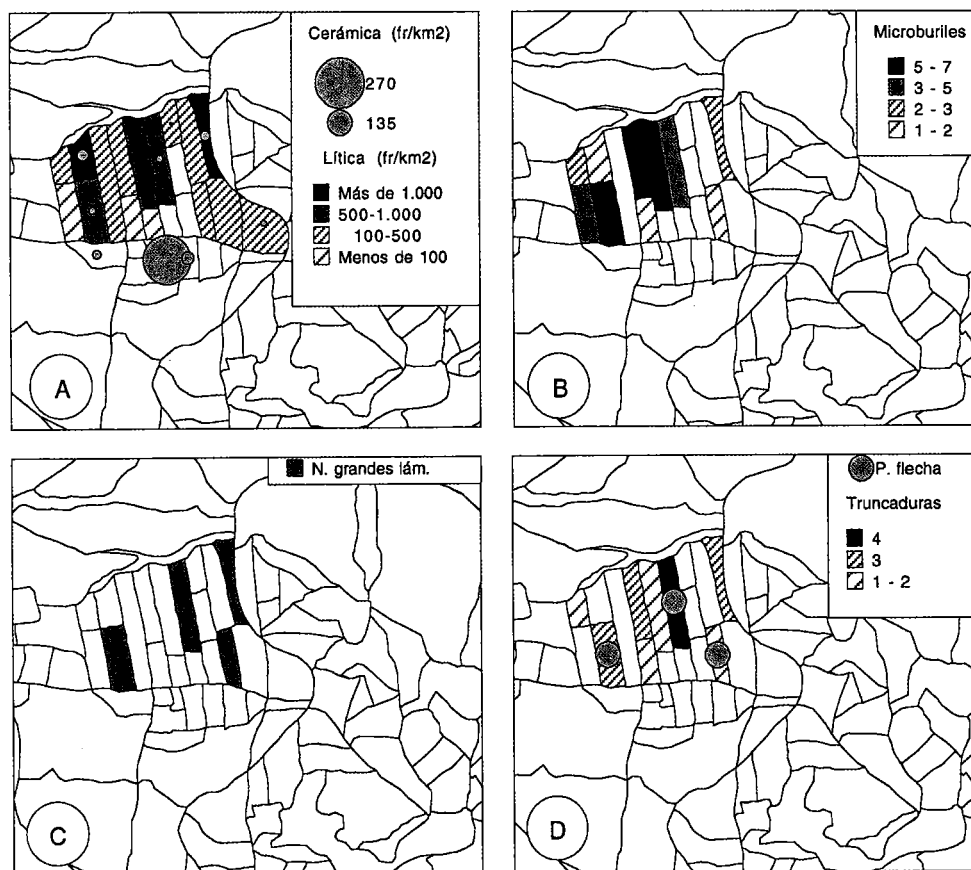 Cerámica (fr/km2)
270
135
Lítica (fr/km2)
Más de 1.000
500-1.000
100-500
Menos de 100
A
Microburiles
5 - 7
3 - 5
2 - 3
1 - 2
B
N. grandes lám.
C
P. flecha
Truncaduras
4
3
1 - 2
D